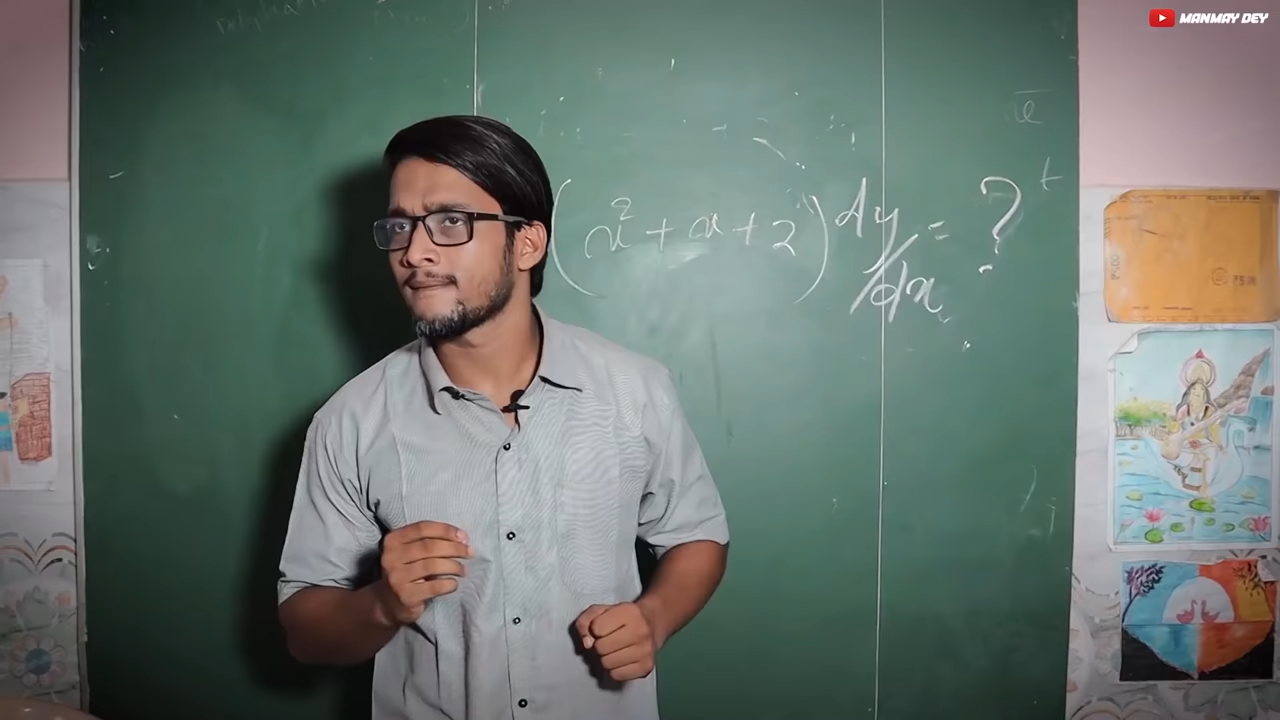 MANMAY DEY
(x² + x + 2) dy/dx = ?